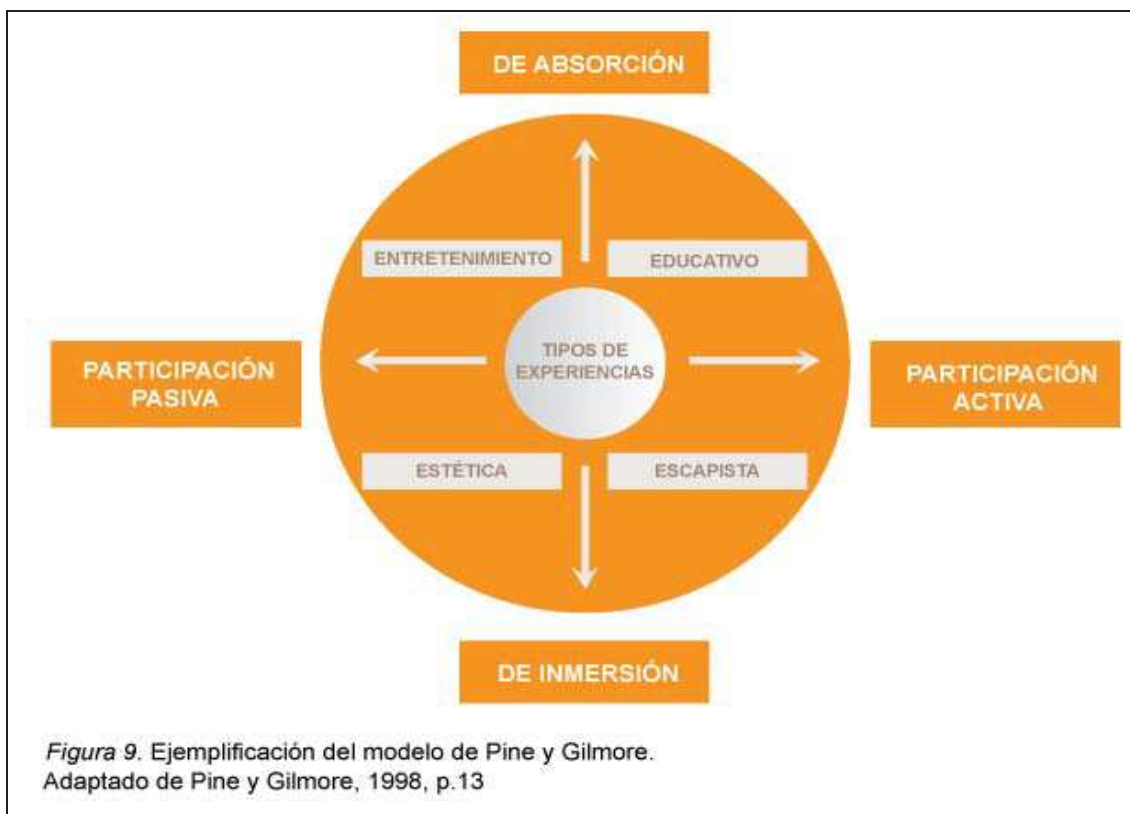 DE ABSORCIÓN
ENTRETENIMIENTO
EDUCATIVO
TIPOS DE
EXPERIENCIAS
PARTICIPACIÓN
PASIVA
PARTICIPACIÓN
ACTIVA
ESTÉTICA
ESCAPISTA
DE INMERSIÓN
Figura 9. Ejemplificación del modelo de Pine y Gilmore.
Adaptado de Pine y Gilmore, 1998, p.13